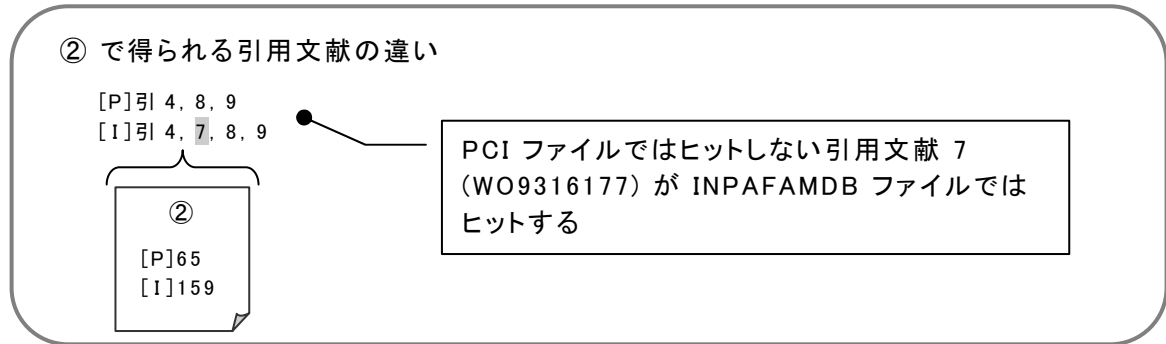 ② で得られる引用文献の違い
[P]引 4, 8, 9
[I]引 4, 7, 8, 9
PCI ファイルではヒットしない引用文献 7
(WO9316177) が INPAFAMDB ファイルでは
ヒットする
②
[P]65
[I]159